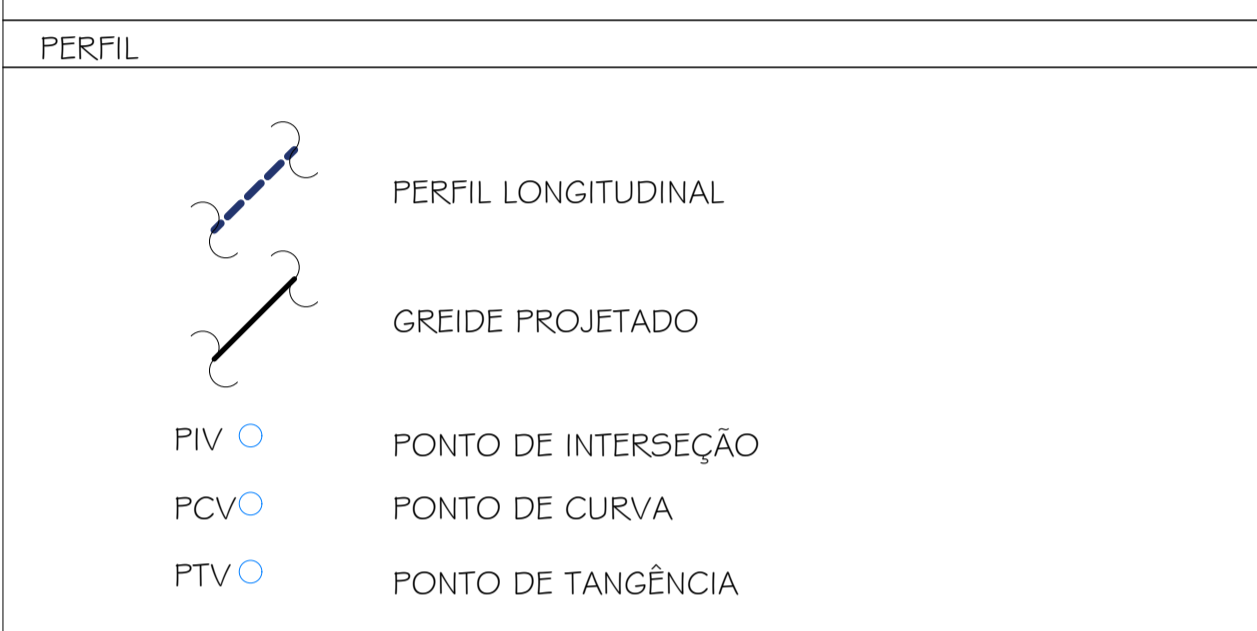 PERFIL
PERFIL LONGITUDINAL
GREIDE PROJETADO
PIV PONTO DE INTERSEÇÃO
PCV PONTO DE CURVA
PTV PONTO DE TANGÊNCIA